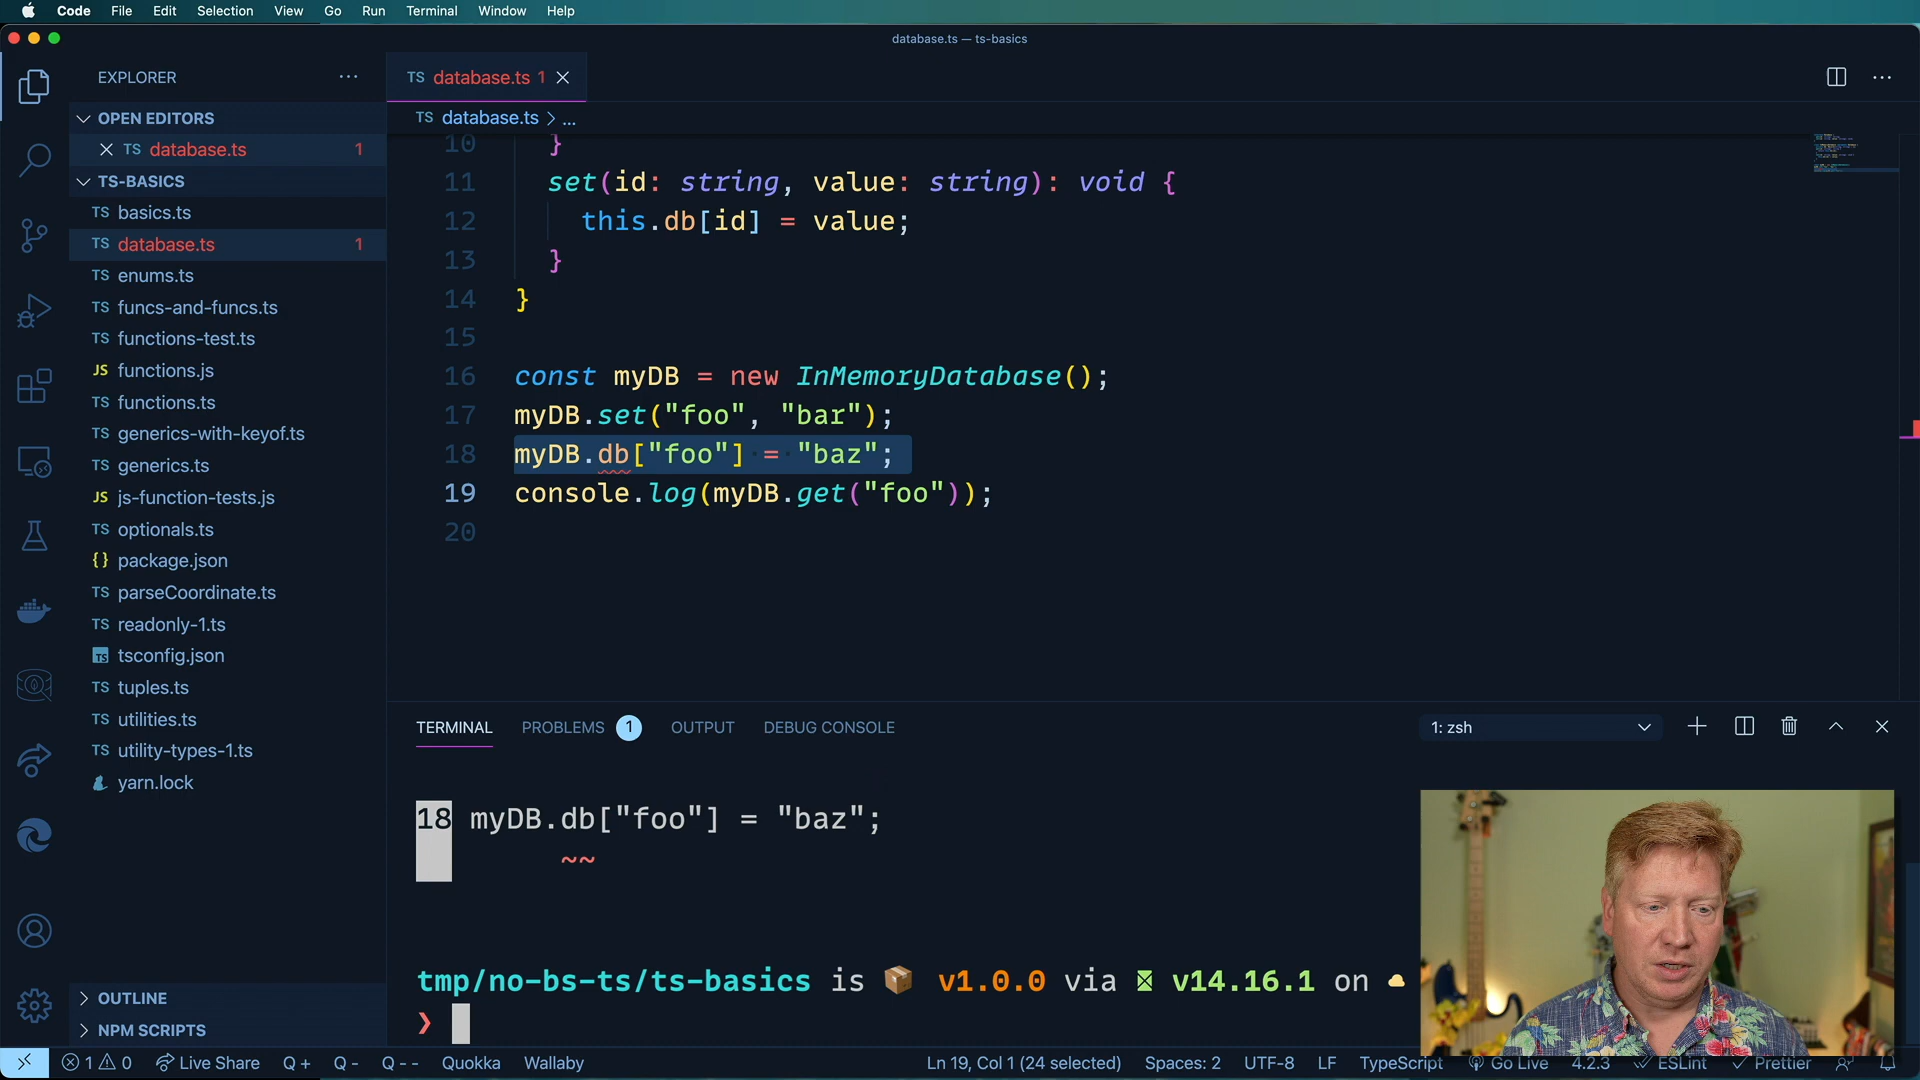 Code File Edit Selection View Go Run Terminal Window Help
database.ts — ts-basics
EXPLORER
OPEN EDITORS
TS database.ts 1
TS-BASICS
TS basics.ts
TS database.ts 1
TS enums.ts
TS funcs-and-funcs.ts
TS functions-test.ts
JS functions.js
TS functions.ts
TS generics-with-keyof.ts
TS generics.ts
JS js-function-tests.js
TS optionals.ts
{} package.json
TS parseCoordinate.ts
TS readonly-1.ts
TS tsconfig.json
TS tuples.ts
TS utilities.ts
TS utility-types-1.ts
yarn.lock
OUTLINE
NPM SCRIPTS
TS database.ts 1
TS database.ts > ...
10 }
11 set(id: string, value: string): void {
12 this.db[id] = value;
13 }
14 }
15
16 const myDB = new InMemoryDatabase();
17 myDB.set("foo", "bar");
18 myDB.db["foo"] = "baz";
19 console.log(myDB.get("foo"));
20
TERMINAL PROBLEMS 1 OUTPUT DEBUG CONSOLE 1: zsh
18 myDB.db["foo"] = "baz";
~~
tmp/no-bs-ts/ts-basics is 📦 v1.0.0 via v14.16.1 on
❯
1 0 Live Share Q + Q - Q - - Quokka Wallaby Ln 19, Col 1 (24 selected) Spaces: 2 UTF-8 LF TypeScript Go Live 4.2.3 ESLint Prettier